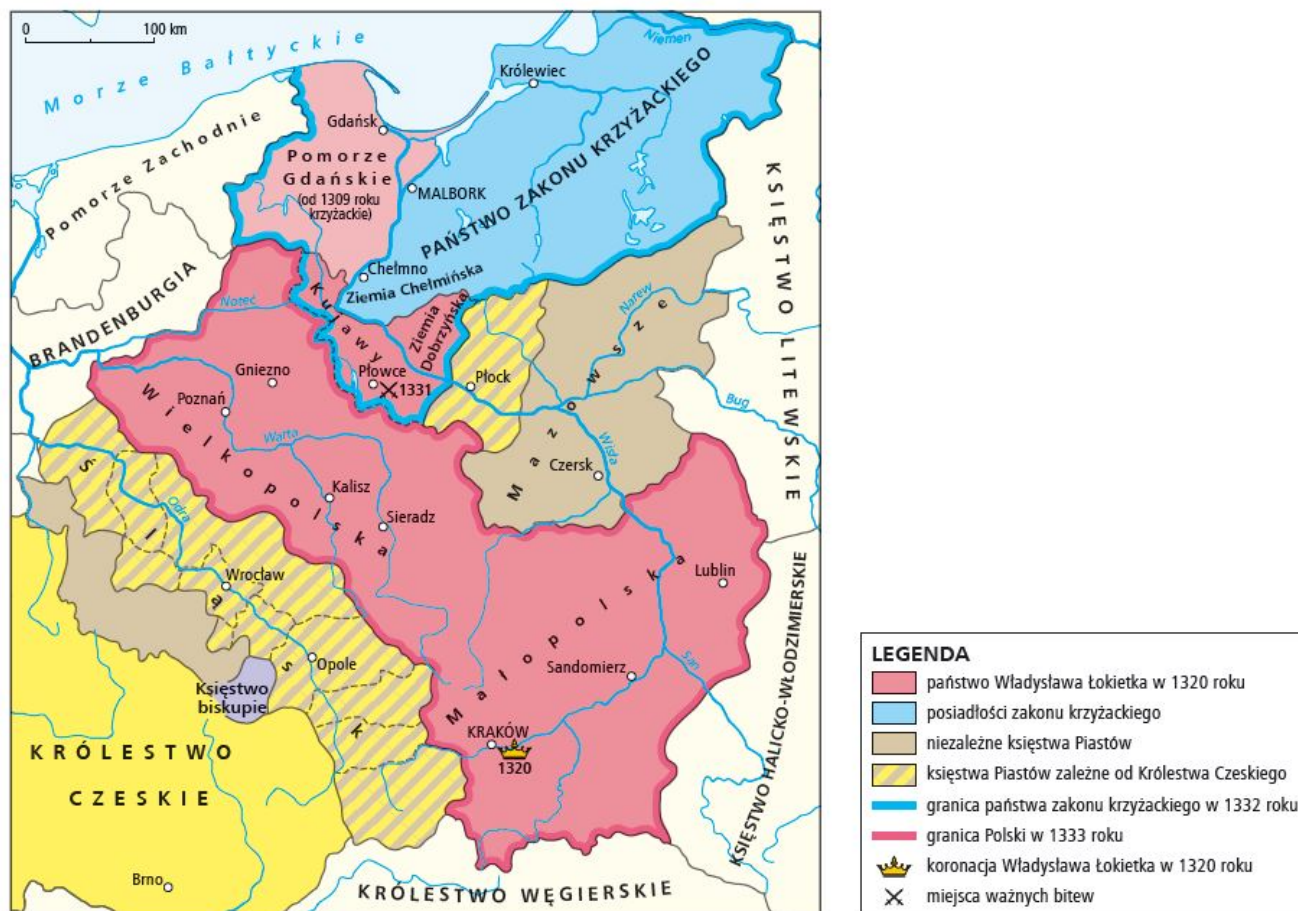 0 100 km
Morze Bałtyckie
Niemen
Królewiec
Gdańsk
Pomorze
Gdańskie
(od 1309 roku
krzyżackie)
MALBORK
PAŃSTWO ZAKONU KRZYŻACKIEGO
Pomorze Zachodnie
KSIĘSTWO LITEWSKIE
Chełmno
Ziemia Chełmińska
BRANDENBURGIA
Noteć
Kujawy
Ziemia
Dobrzyńska
Narew
Mazowsze
Płowce
1331
Płock
Gniezno
Poznań
Wielkopolska
Warta
Bug
Wisła
Czersk
Kalisz
Sieradz
Śląsk
Odra
Wrocław
Lublin
Małopolska
Opole
Sandomierz
San
Księstwo
biskupie
KRAKÓW
1320
KRÓLESTWO
CZESKIE
KSIĘSTWO HALICKO-WŁODZIMIERSKIE
Brno
KRÓLESTWO WĘGIERSKIE
LEGENDA
państwo Władysława Łokietka w 1320 roku
posiadłości zakonu krzyżackiego
niezależne księstwa Piastów
księstwa Piastów zależne od Królestwa Czeskiego
granica państwa zakonu krzyżackiego w 1332 roku
granica Polski w 1333 roku
koronacja Władysława Łokietka w 1320 roku
miejsca ważnych bitew